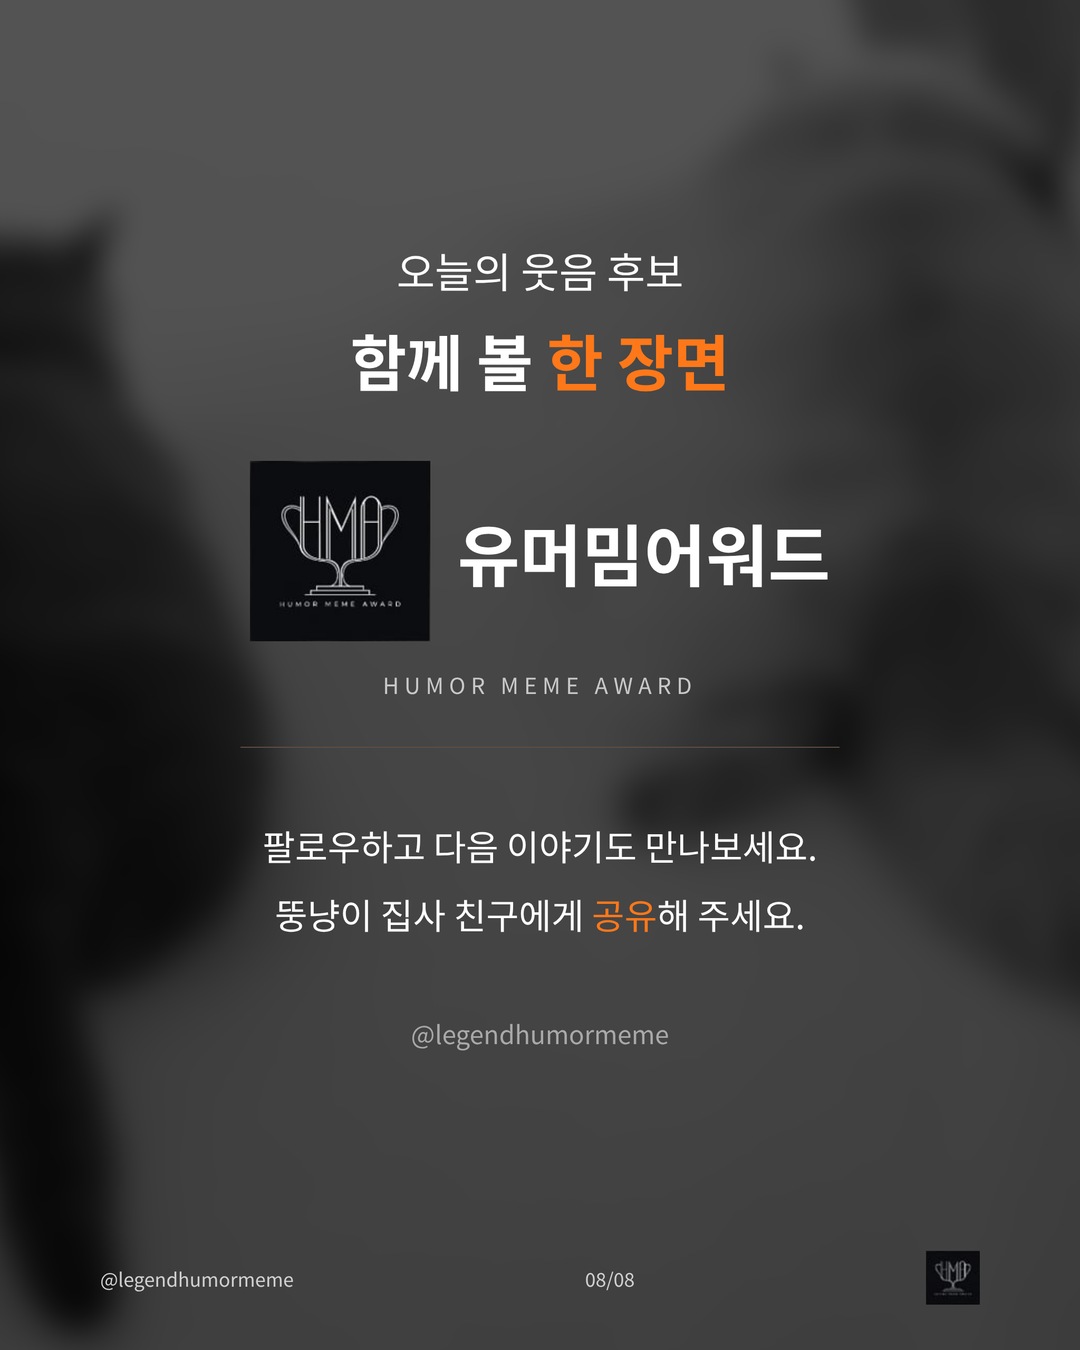 오늘의 웃음 후보
함께 볼 한 장면
HMA
HUMOR MEME AWARD
유머밈어워드
HUMOR MEME AWARD
팔로우하고 다음 이야기도 만나보세요.
뚱냥이 집사 친구에게 공유해 주세요.
@legendhumormeme
@legendhumormeme
08/08
HMA